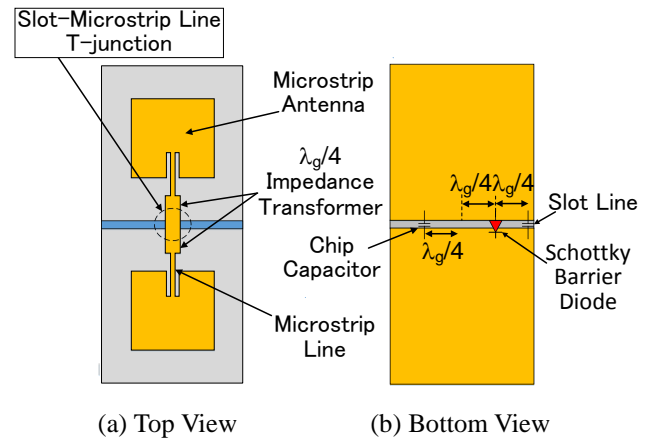 Slot-Microstrip Line
T-junction
Microstrip
Antenna
λg/4
Impedance
Transformer
Microstrip
Line
(a) Top View
λg/4 λg/4
Slot Line
Chip
Capacitor
λg/4
Schottky
Barrier
Diode
(b) Bottom View